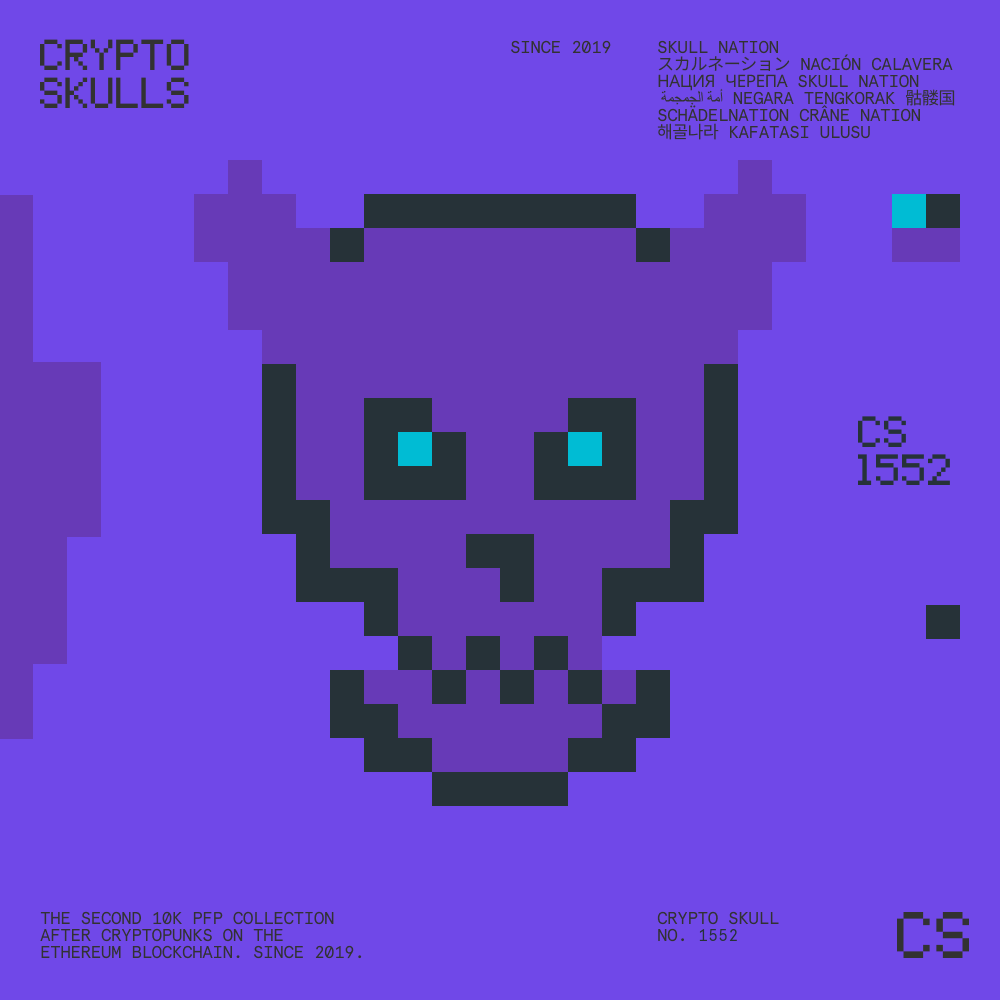 CRYPTO
SKULLS
SINCE 2019
SKULL NATION
スカルネーション NACIÓN CALAVERA
НАЦИЯ ЧЕРЕПА SKULL NATION
أمة الجمجمة NEGARA TENGKORAK 骷髅国
SCHÄDELNATION CRÂNE NATION
해골나라 KAFATASI ULUSU
CS
1552
THE SECOND 10K PFP COLLECTION
AFTER CRYPTOPUNKS ON THE
ETHEREUM BLOCKCHAIN. SINCE 2019.
CRYPTO SKULL
NO. 1552
CS